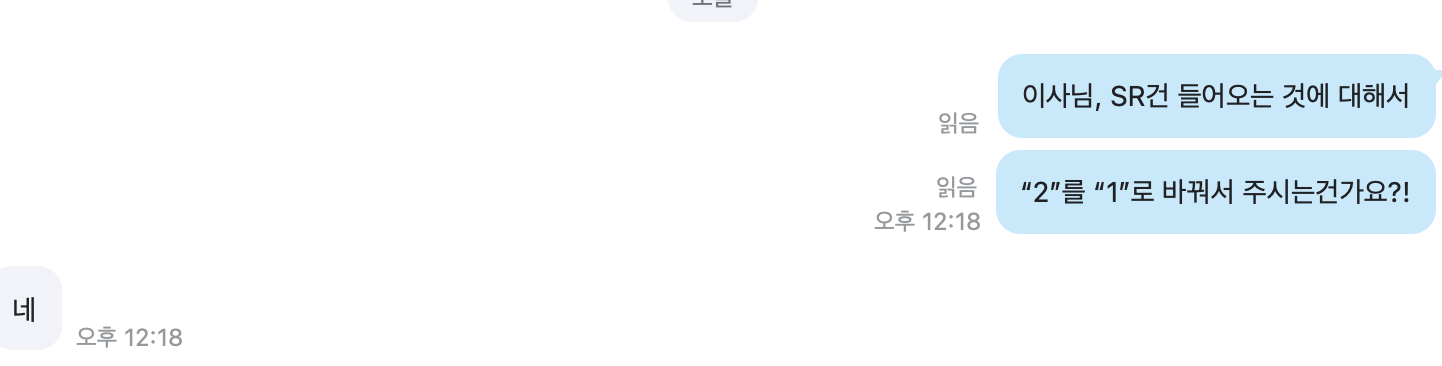 오늘
이사님, SR건 들어오는 것에 대해서
읽음
“2”를 “1”로 바꿔서 주시는건가요?!
읽음
오후 12:18
네
오후 12:18